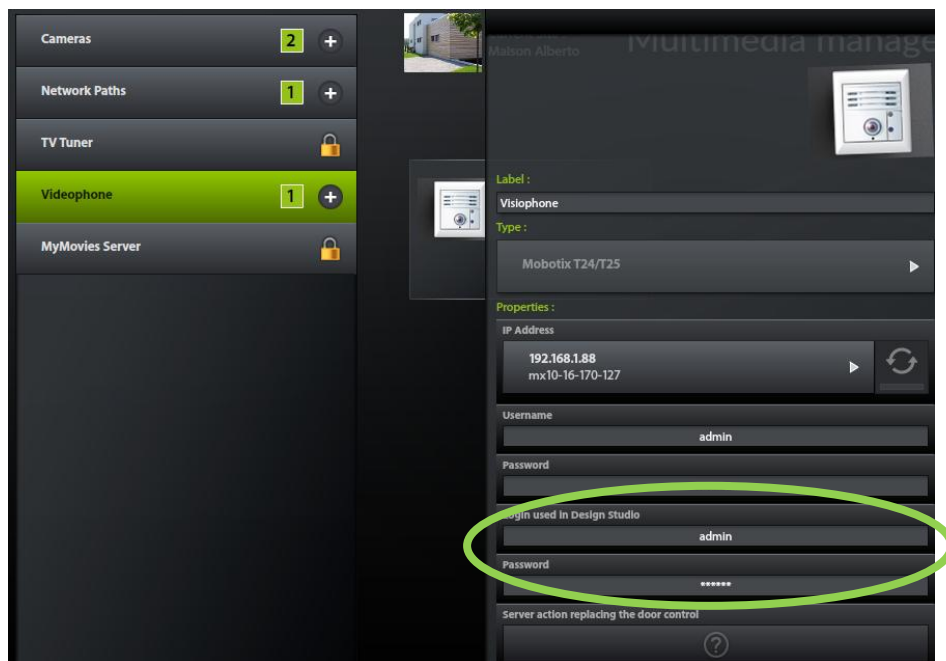 Cameras
2
+
Network Paths
1
+
TV Tuner
Videophone
1
+
MyMovies Server
Maison Alberto
Multimedia manage
Label :
Visiophone
Type :
Mobotix T24/T25
Properties :
IP Address
192.168.1.88
mx10-16-170-127
Username
admin
Password
Login used in Design Studio
admin
Password
******
Server action replacing the door control
?